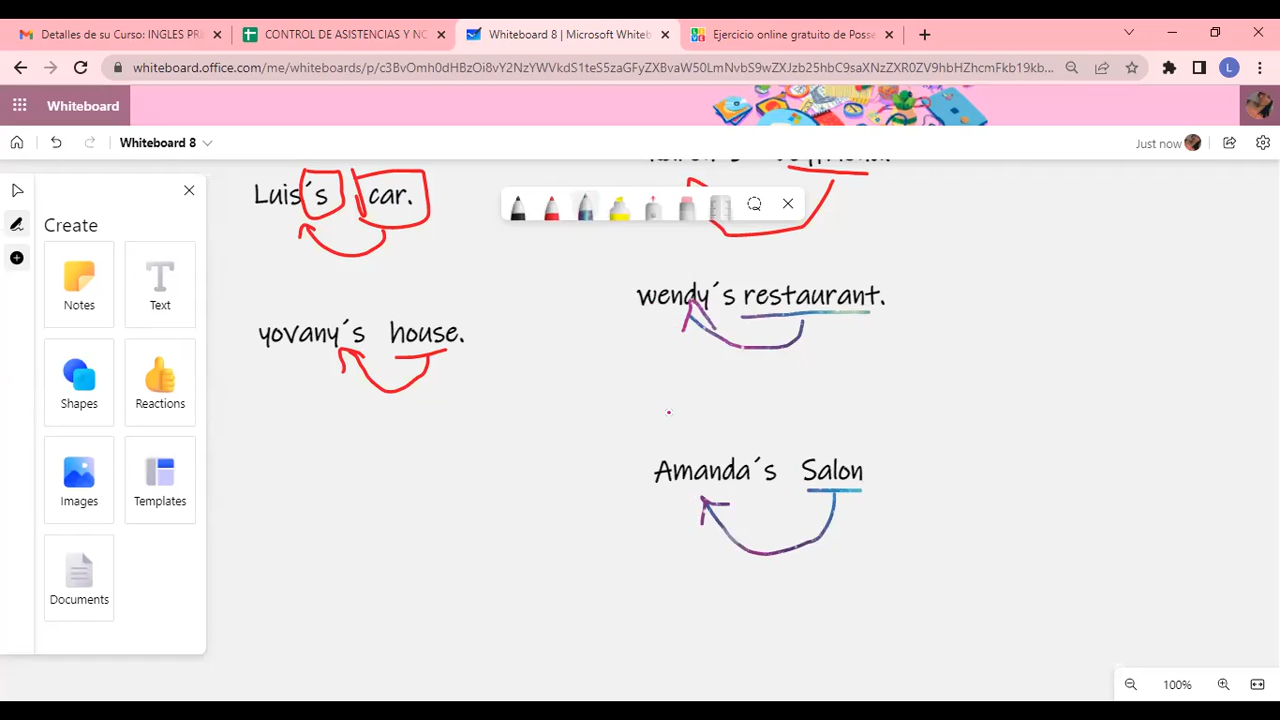 Detalles de su Curso: INGLES PRI
CONTROL DE ASISTENCIAS Y NO
Whiteboard 8 | Microsoft Whiteb
Ejercicio online gratuito de Posse
whiteboard.office.com/me/whiteboards/p/c3BvOmh0dHBzOi8vY2NzYWVkdS1teS5zaGFyZXBvaW50LmNvbS9wZXJzb25hbC9saXNzZXR0ZV9hbHZhcmFkb19kb...
L
Whiteboard
Whiteboard 8
Just now
Create
Notes
Text
Shapes
Reactions
Images
Templates
Documents
Luis´s car.
wendy´s restaurant.
yovany´s house.
Amanda´s Salon
100%